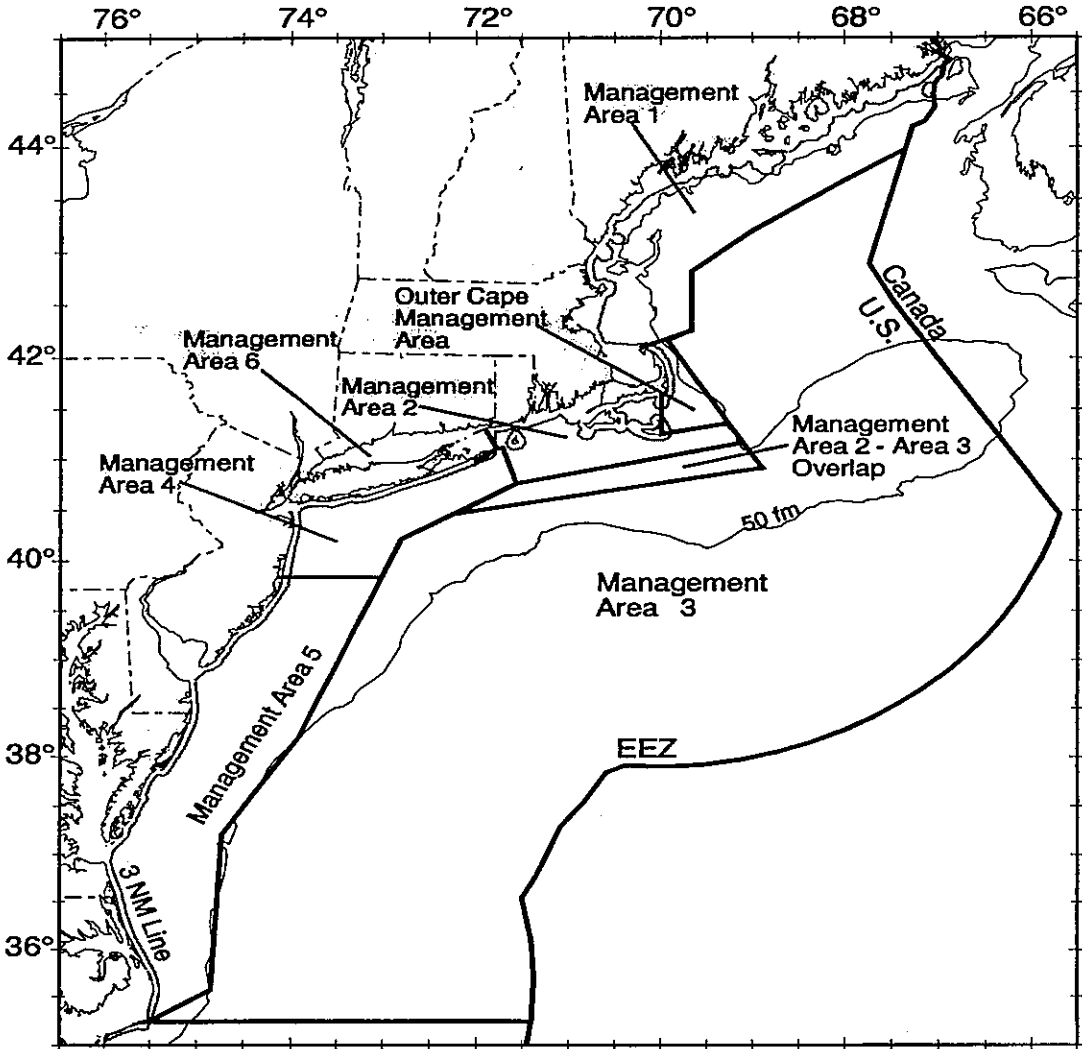 76° 74° 72° 70° 68° 66°
Management
Area 1
44°
Canada
U.S.
Outer Cape
Management
Area
Management
Area 6
42°
Management
Area 2
Management
Area 2 - Area 3
Overlap
Management
Area 4
50 fm
40°
Management
Area 3
Management Area 5
EEZ
38°
3 NM Line
36°